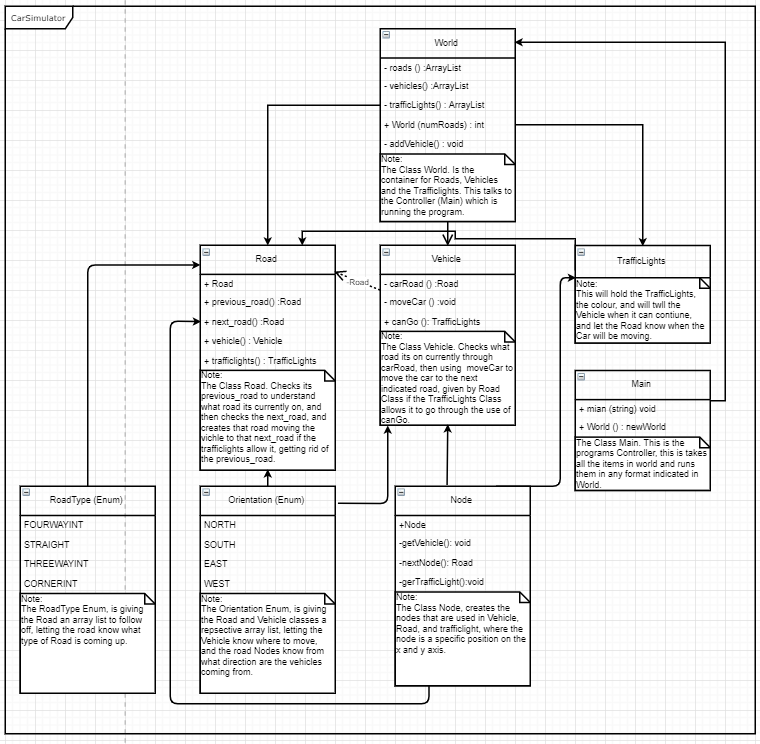 CarSimulator
World
- roads () :ArrayList
- vehicles() :ArrayList
- trafficLights() : ArrayList
+ World (numRoads) : int
- addVehicle() : void
Note:
The Class World. Is the
container for Roads, Vehicles
and the Trafficlights. This talks to
the Controller (Main) which is
running the program.
Road
+ Road
+ previous_road() :Road
+ next_road() :Road
+ vehicle() : Vehicle
+ trafficlights() : TrafficLights
Note:
The Class Road. Checks its
previous_road to understand
what road its currently on, and
then checks the next_road, and
creates that road moving the
vichle to that next_road if the
trafficlights allow it, getting rid of
the previous_road.
-Road
Vehicle
- carRoad () :Road
- moveCar () :void
+ canGo (): TrafficLights
Note:
The Class Vehicle. Checks what
road its on currently through
carRoad, then using moveCar to
move the car to the next
indicated road, given by Road
Class if the TrafficLights Class
allows it to go through the use of
canGo.
TrafficLights
Note:
This will hold the TrafficLights,
the colour, and will twll the
Vehicle when it can contiune,
and let the Road know when the
Car will be moving.
Main
+ mian (string) void
+ World () : newWorld
The Class Main. This is the
programs Controller, this is takes
all the items in world and runs
them in any format indicated in
World.
RoadType (Enum)
FOURWAYINT
STRAIGHT
THREEWAYINT
CORNERINT
Note:
The RoadType Enum, is giving
the Road an array list to follow
off, letting the road know what
type of Road is coming up.
Orientation (Enum)
NORTH
SOUTH
EAST
WEST
Note:
The Orientation Enum, is giving
the Road and Vehicle classes a
repsective array list, letting the
Vehicle know where to move,
and the road Nodes know from
what direction are the vehicles
coming from.
Node
+Node
-getVehicle(): void
-nextNode(): Road
-gerTrafficLight():void
Note:
The Class Node, creates the
nodes that are used in Vehicle,
Road, and trafficlight, where the
node is a specific position on the
x and y axis.